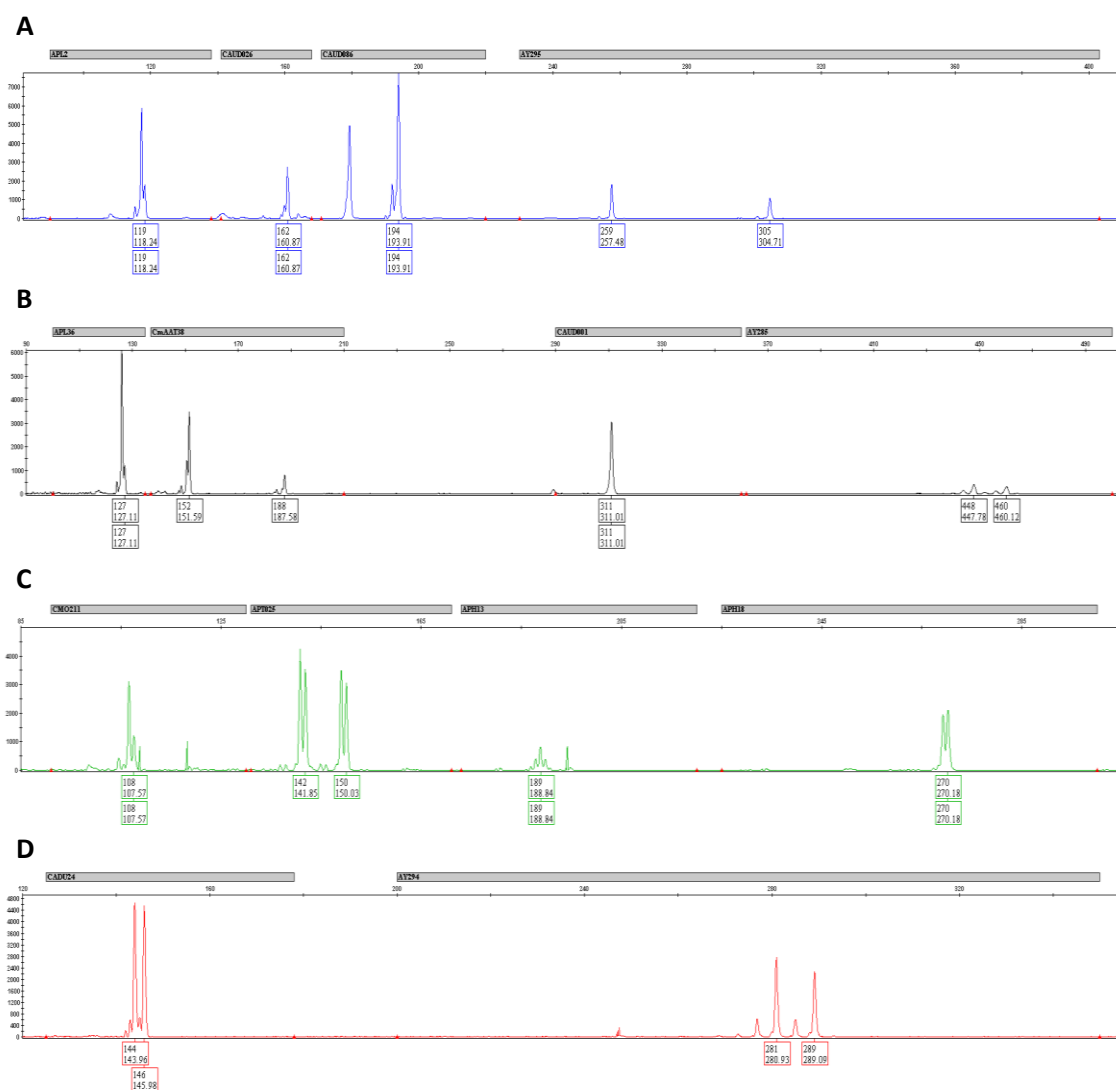 A
APL2 CAUD026 CAUD086 AY295
120 160 200 240 280 320 360 400
7000
6000
5000
4000
3000
2000
1000
0
119 162 194 259 305
118.24 160.87 193.91 257.48 304.71
119 162 194
118.24 160.87 193.91
B
APL36 CmAAT38 CAUD001 AY285
90 130 170 210 250 290 330 370 410 450 490
6000
5000
4000
3000
2000
1000
0
127 152 188 311 448 460
127.11 151.59 187.58 311.01 447.78 460.12
127 311
127.11 311.01
C
CMO211 APT025 APH13 APH18
85 125 165 205 245 285
4000
3000
2000
1000
0
108 142 150 189 270
107.57 141.85 150.03 188.84 270.18
108 189 270
107.57 188.84 270.18
D
CADU24 AY294
120 160 200 240 280 320
4800
4400
4000
3600
3200
2800
2400
2000
1600
1200
800
400
0
144 281 289
143.96 280.93 289.09
146
145.98